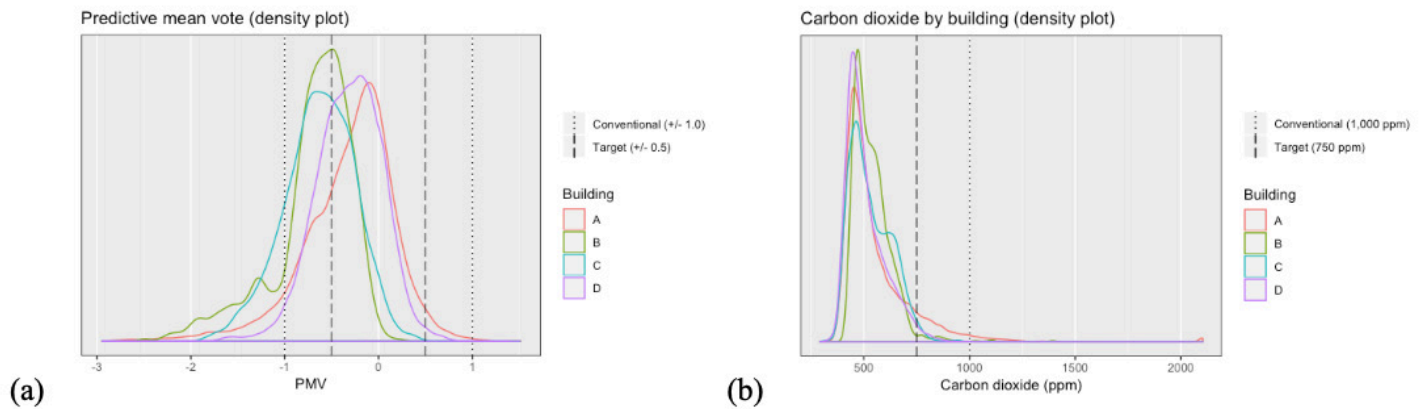 Predictive mean vote (density plot)
Conventional (+/- 1.0)
Target (+/- 0.5)
Building
A
B
C
D
-3
-2
-1
0
1
PMV
(a)
Carbon dioxide by building (density plot)
Conventional (1,000 ppm)
Target (750 ppm)
Building
A
B
C
D
500
1000
1500
2000
Carbon dioxide (ppm)
(b)